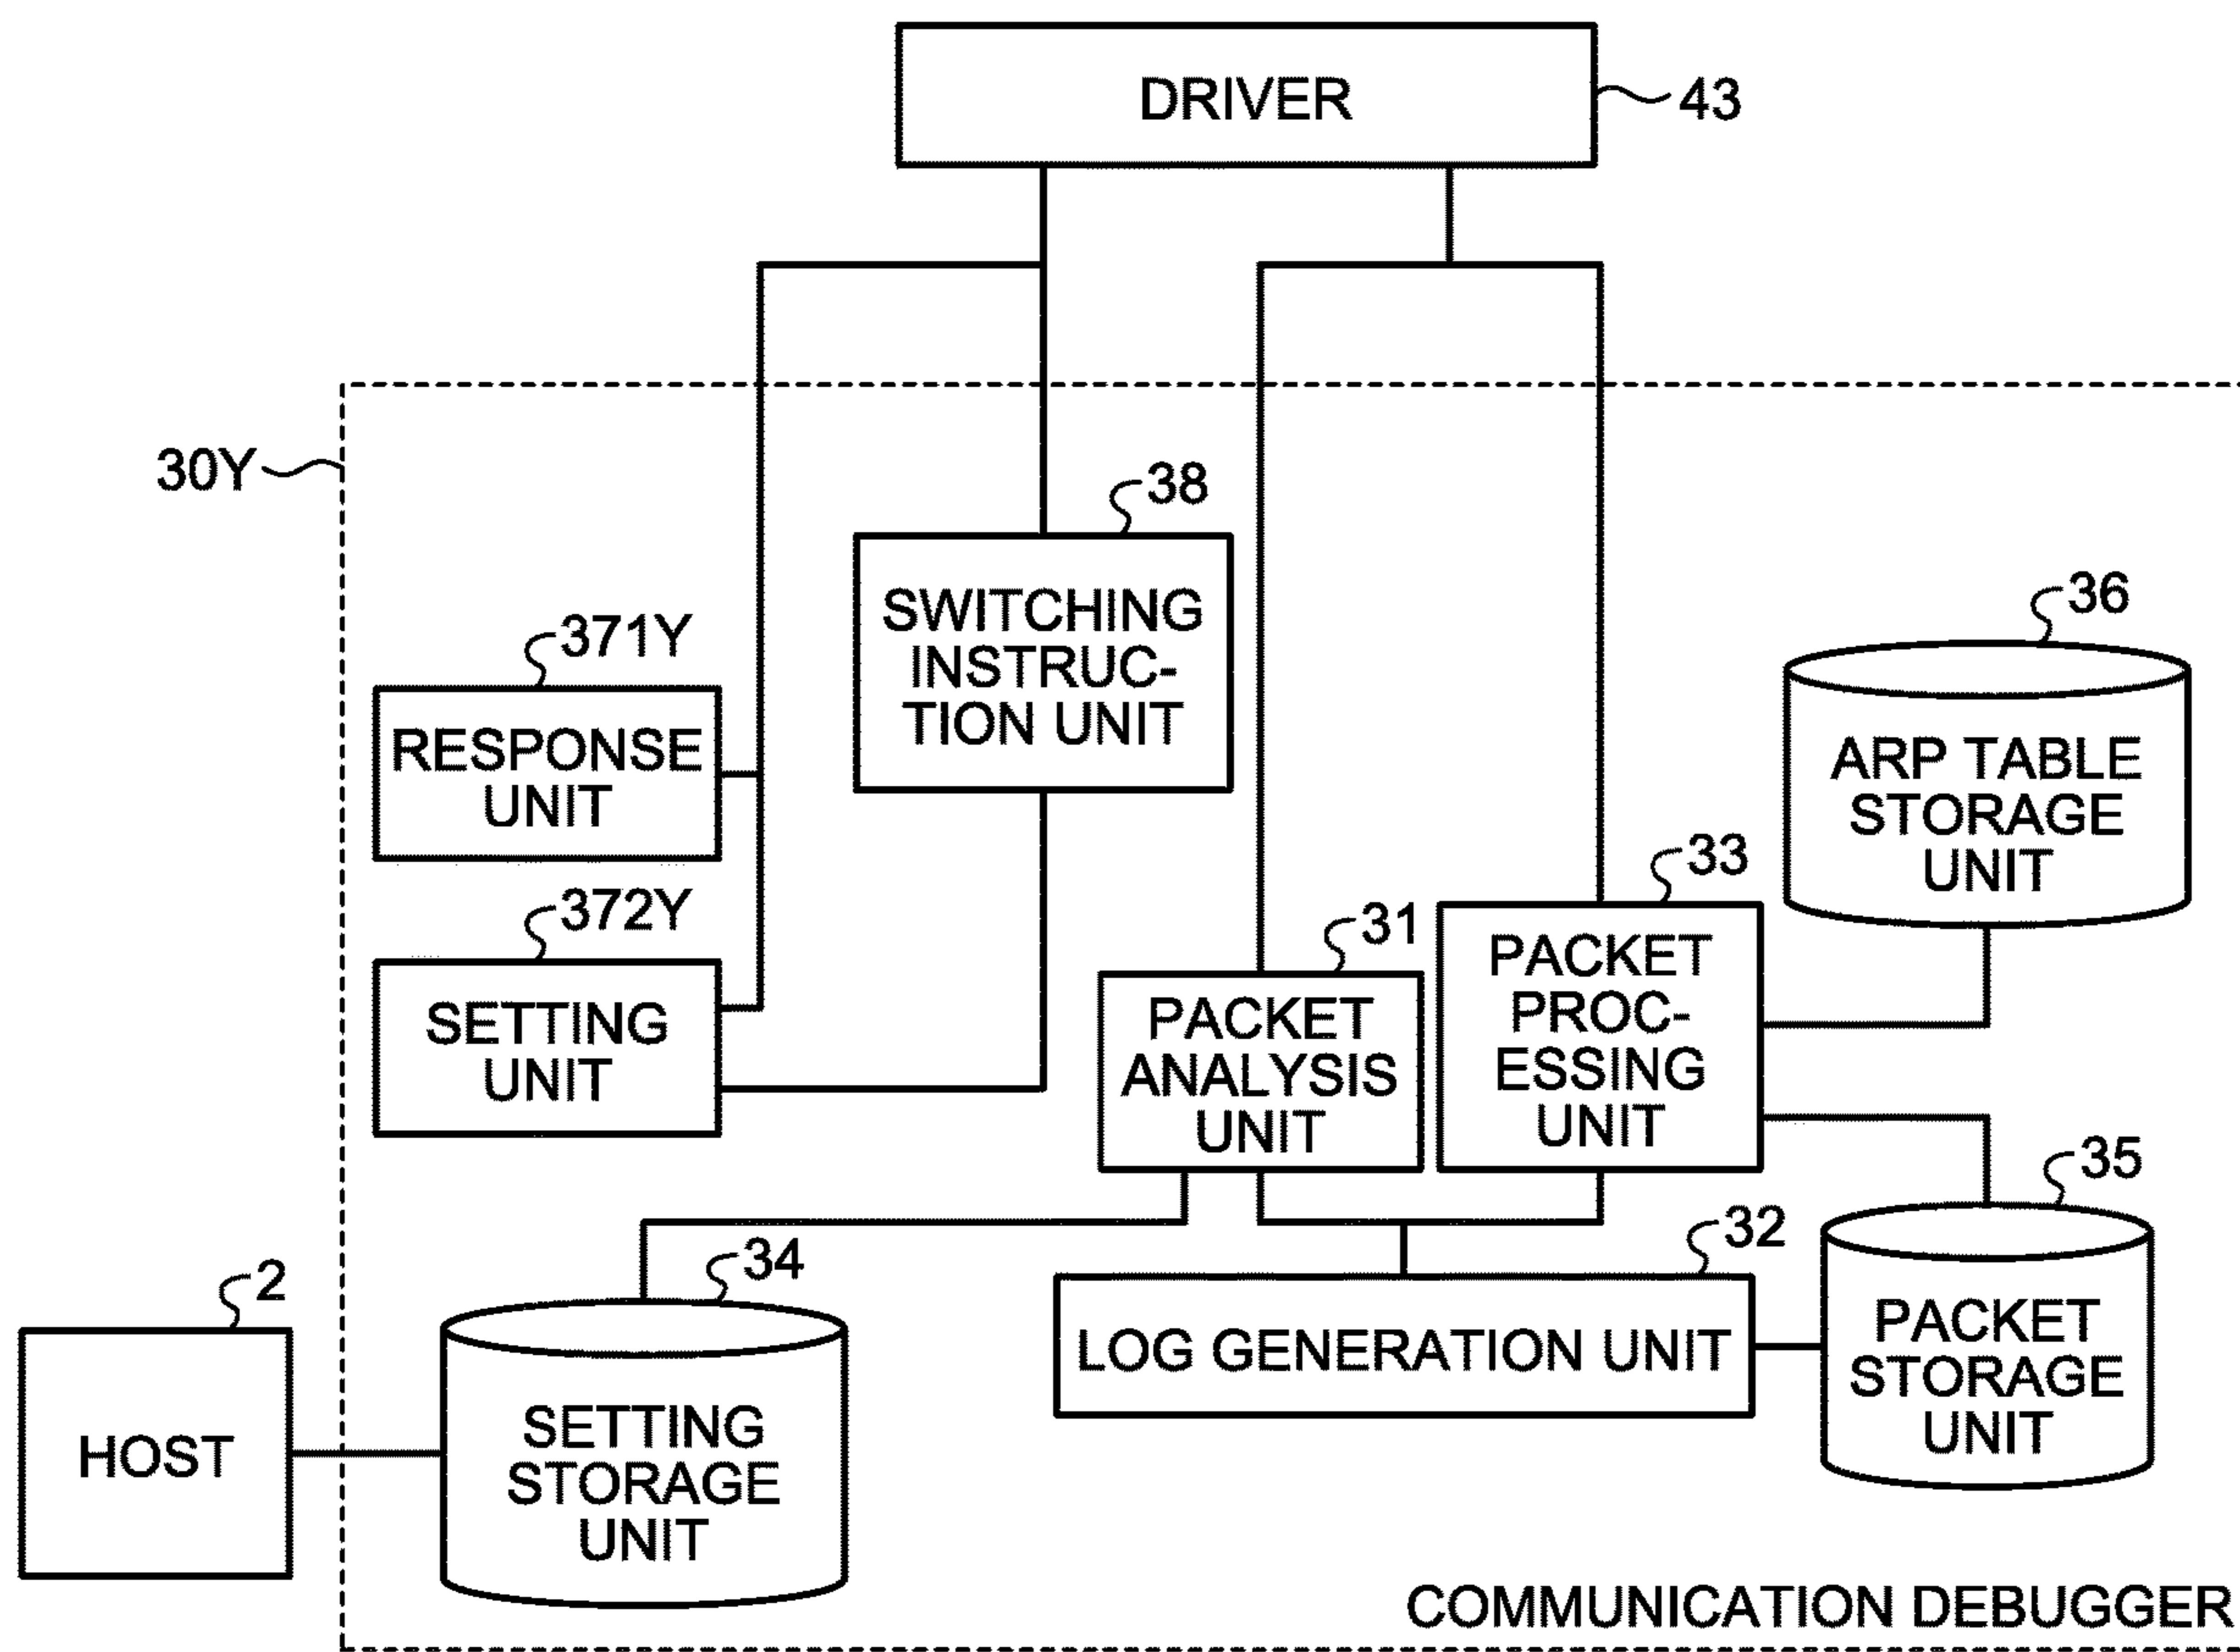 DRIVER
43
30Y
38
SWITCHING
INSTRUC-
TION UNIT
36
371Y
RESPONSE
UNIT
ARP TABLE
STORAGE
UNIT
33
372Y
31
PACKET
PROC-
ESSING
UNIT
SETTING
UNIT
PACKET
ANALYSIS
UNIT
35
32
34
2
PACKET
STORAGE
UNIT
LOG GENERATION UNIT
HOST
SETTING
STORAGE
UNIT
COMMUNICATION DEBUGGER